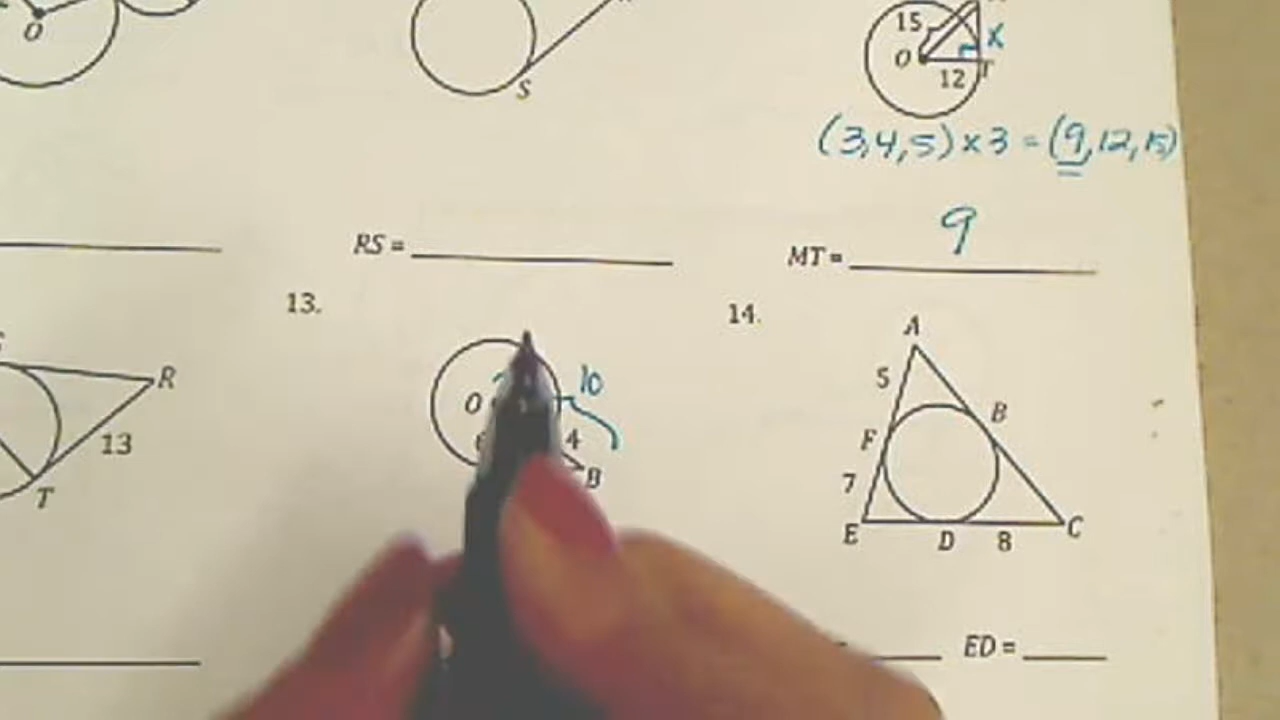 O
S
15
O
X
12
T
(3,4,5) x 3 = (9,12,15)
9
RS =
MT =
13.
14.
R
13
T
O
10
6
4
B
A
5
B
F
7
E
D
8
C
ED =